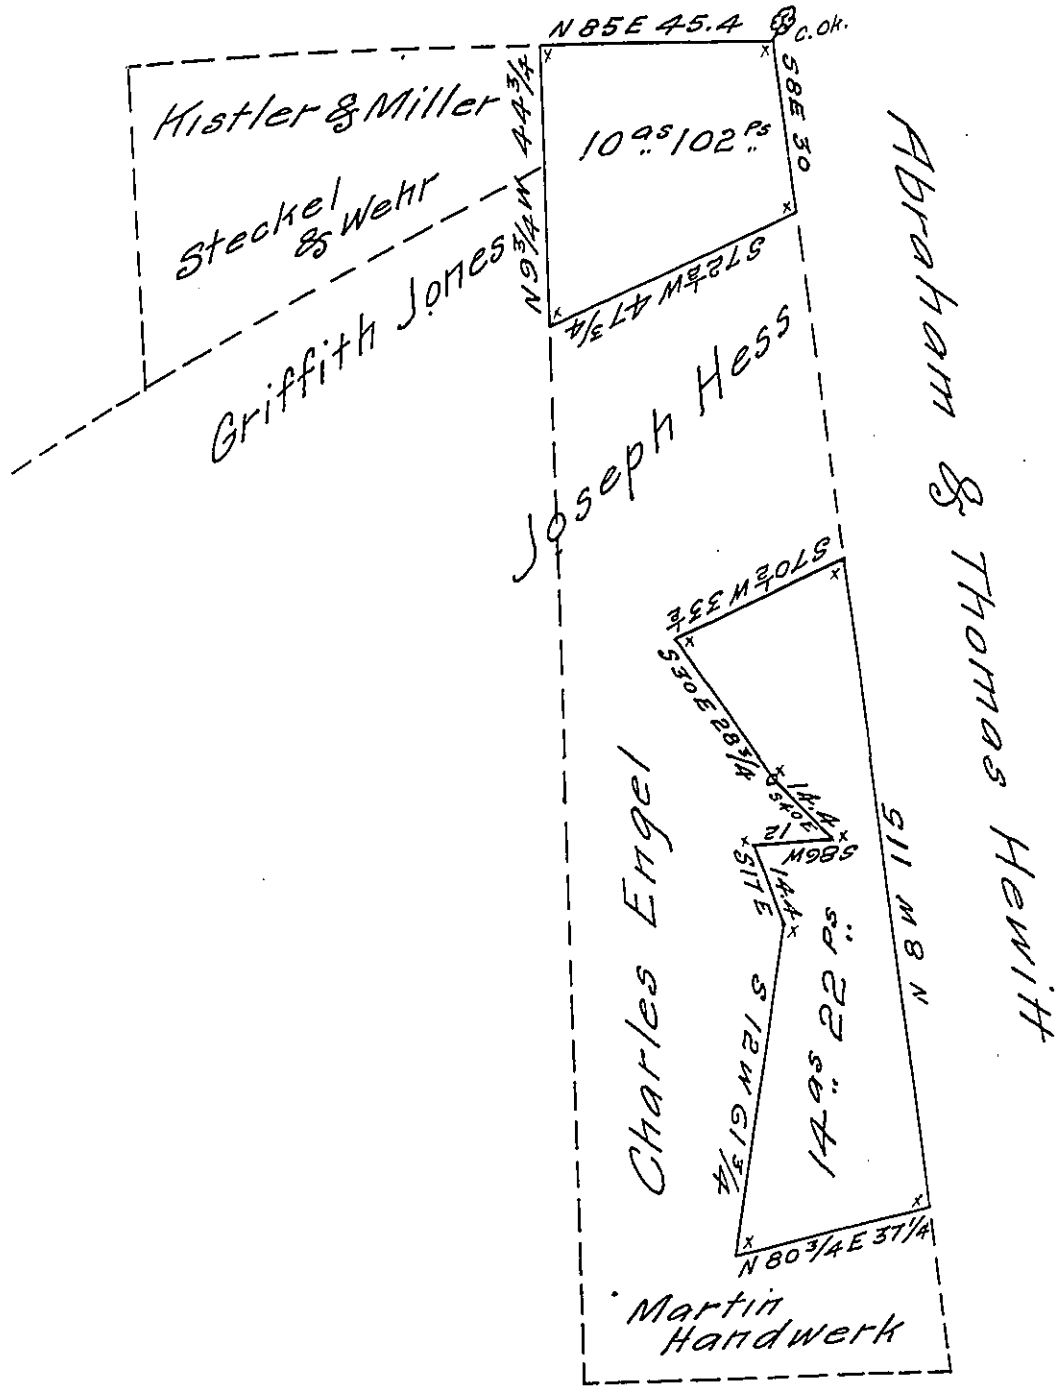 N 85 E 45.4
C. Ok.
Kistler & Miller
N 6 3/4 W 44 3/4
10 as 102 ps
S 8 E 30
Steckel
& Wehr
S 72 1/2 W 47 3/4
Griffith Jones
Joseph Hess
Abraham & Thomas Hewitt
S 70 1/2 W 33 1/2
S 30 E 28 3/4
14.4
S 86 W
12
S 17 E
14.4
Charles Engel
N 8 W 115
14 as 22 ps
S 12 W 61 3/4
N 80 3/4 E 37 1/4
Martin
Handwerk